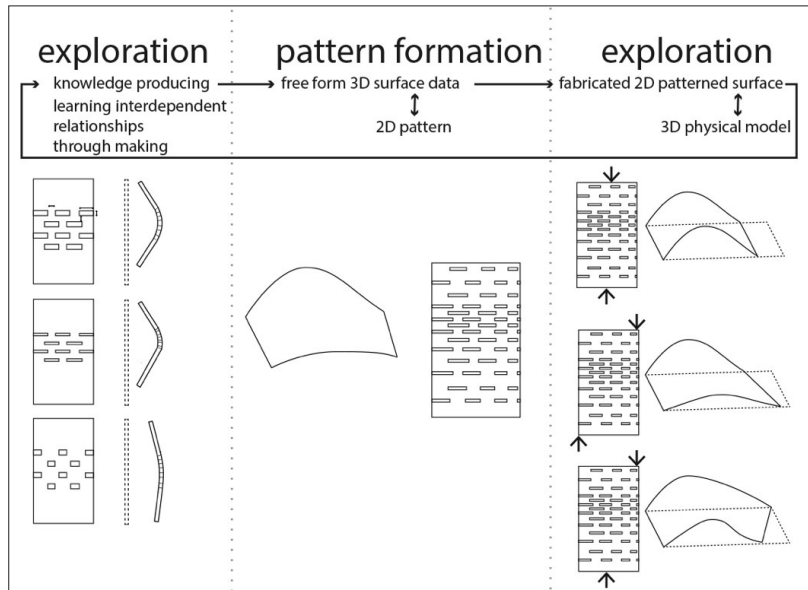 exploration
knowledge producing
learning interdependent
relationships
through making
pattern formation
free form 3D surface data
2D pattern
exploration
fabricated 2D patterned surface
3D physical model